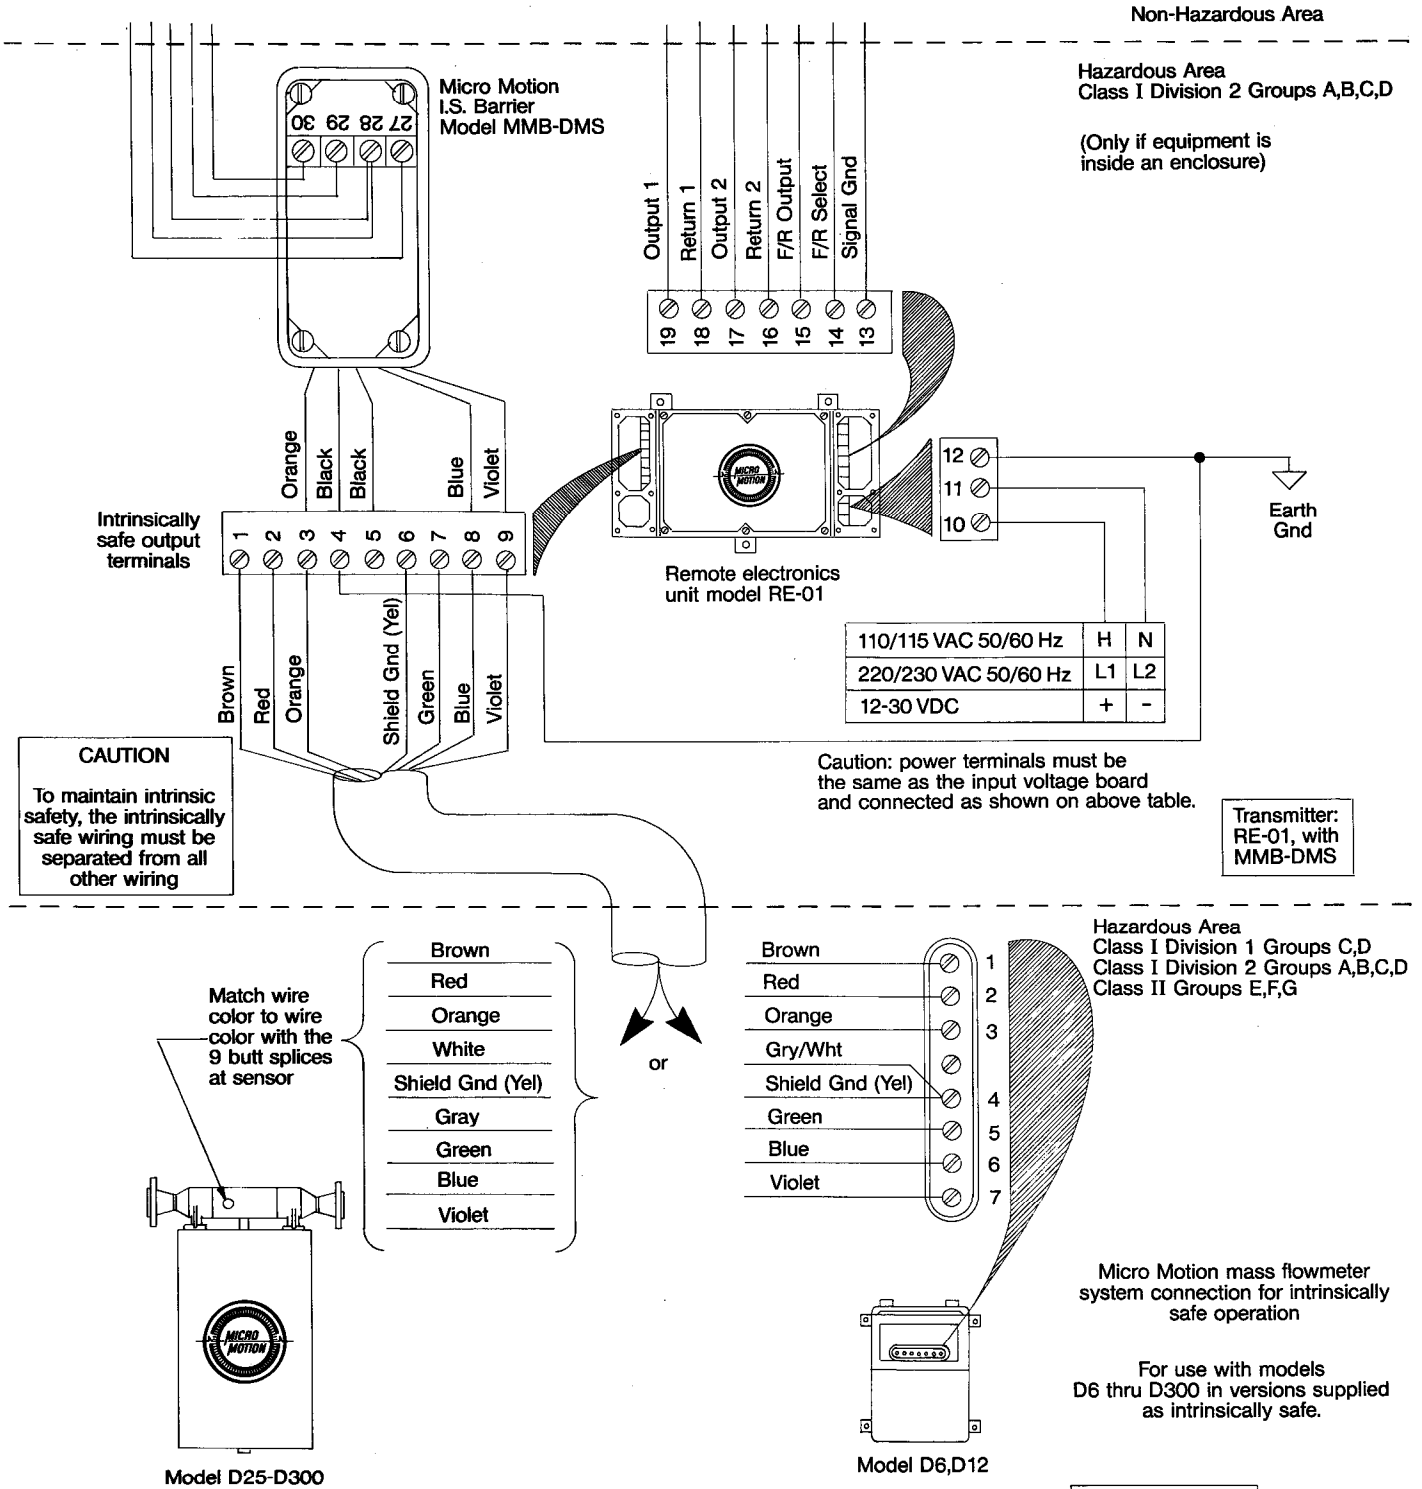 Non-Hazardous Area
Hazardous Area
Class I Division 2 Groups A,B,C,D
(Only if equipment is
inside an enclosure)
Micro Motion
I.S. Barrier
Model MMB-DMS
30 29 28 27
Output 1
Return 1
Output 2
Return 2
F/R Output
F/R Select
Signal Gnd
19 18 17 16 15 14 13
Orange
Black
Black
Blue
Violet
Intrinsically
safe output
terminals
1 2 3 4 5 6 7 8 9
MICRO
MOTION
Remote electronics
unit model RE-01
12
11
10
Earth
Gnd
110/115 VAC 50/60 Hz H N
220/230 VAC 50/60 Hz L1 L2
12-30 VDC + -
Brown
Red
Orange
Shield Gnd (Yel)
Green
Blue
Violet
CAUTION
To maintain intrinsic
safety, the intrinsically
safe wiring must be
separated from all
other wiring
Caution: power terminals must be
the same as the input voltage board
and connected as shown on above table.
Transmitter:
RE-01, with
MMB-DMS
Hazardous Area
Class I Division 1 Groups C,D
Class I Division 2 Groups A,B,C,D
Class II Groups E,F,G
Match wire
color to wire
color with the
9 butt splices
at sensor
Brown
Red
Orange
White
Shield Gnd (Yel)
Gray
Green
Blue
Violet
or
Brown 1
Red 2
Orange 3
Gry/Wht
Shield Gnd (Yel) 4
Green 5
Blue 6
Violet 7
MICRO
MOTION
Model D25-D300
Model D6,D12
Micro Motion mass flowmeter
system connection for intrinsically
safe operation
For use with models
D6 thru D300 in versions supplied
as intrinsically safe.